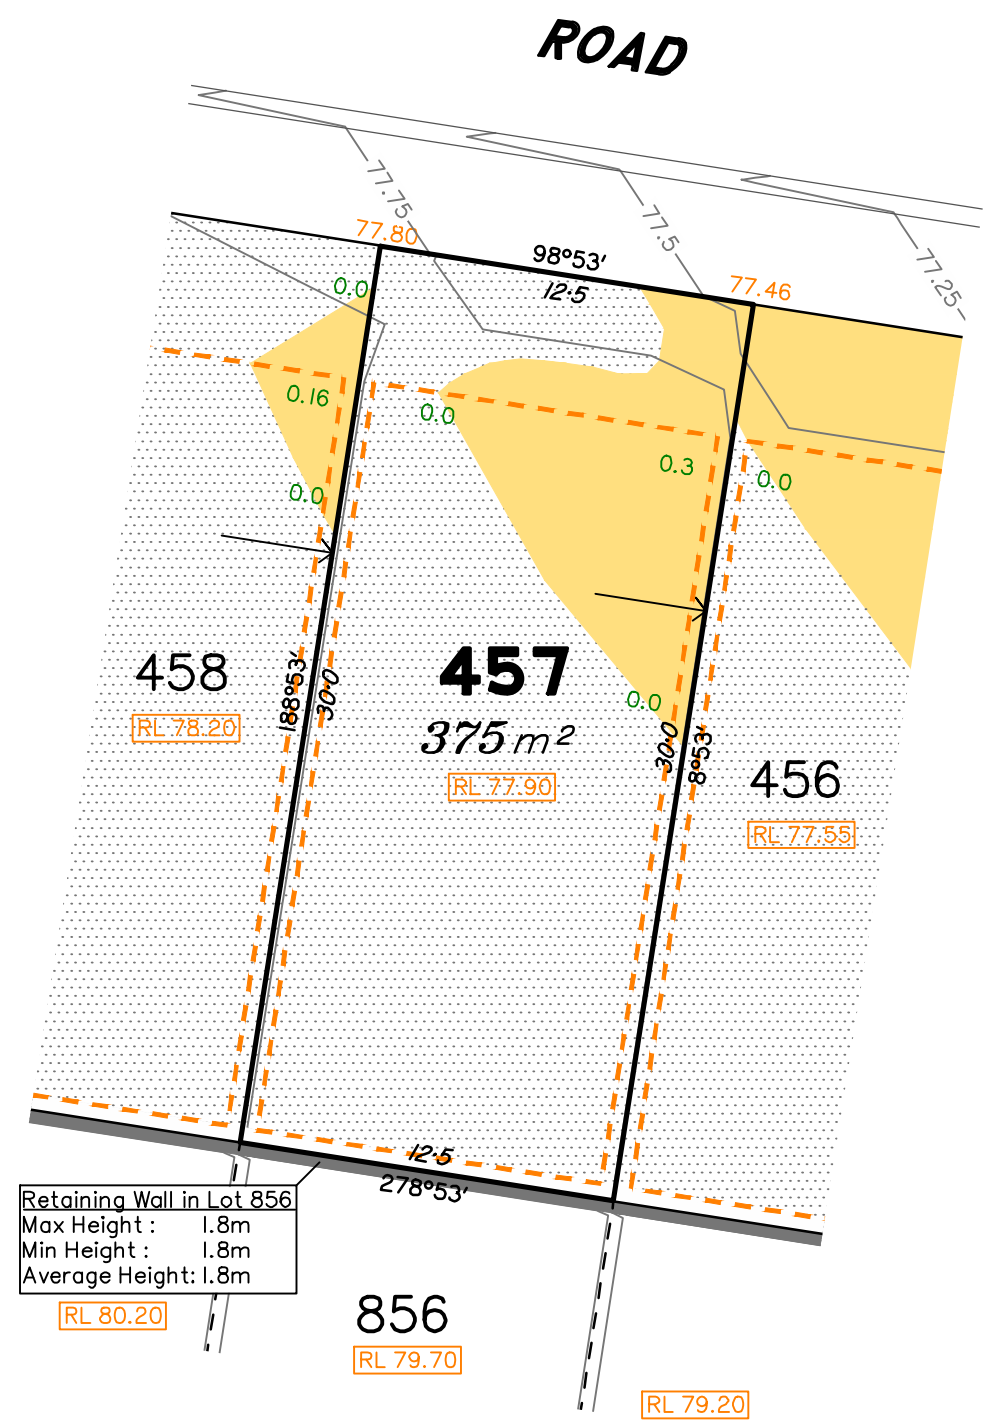 ROAD
77.75
77.5
77.25
77.80
98°53'
77.46
12·5
0.0
0.16
0.0
0.0
0.3
0.0
458
RL 78.20
188°53'
30·0
457
375 m²
RL 77.90
0.0
30·0
8°53'
456
RL 77.55
12·5
278°53'
Retaining Wall in Lot 856
Max Height : 1.8m
Min Height : 1.8m
Average Height: 1.8m
RL 80.20
856
RL 79.70
RL 79.20